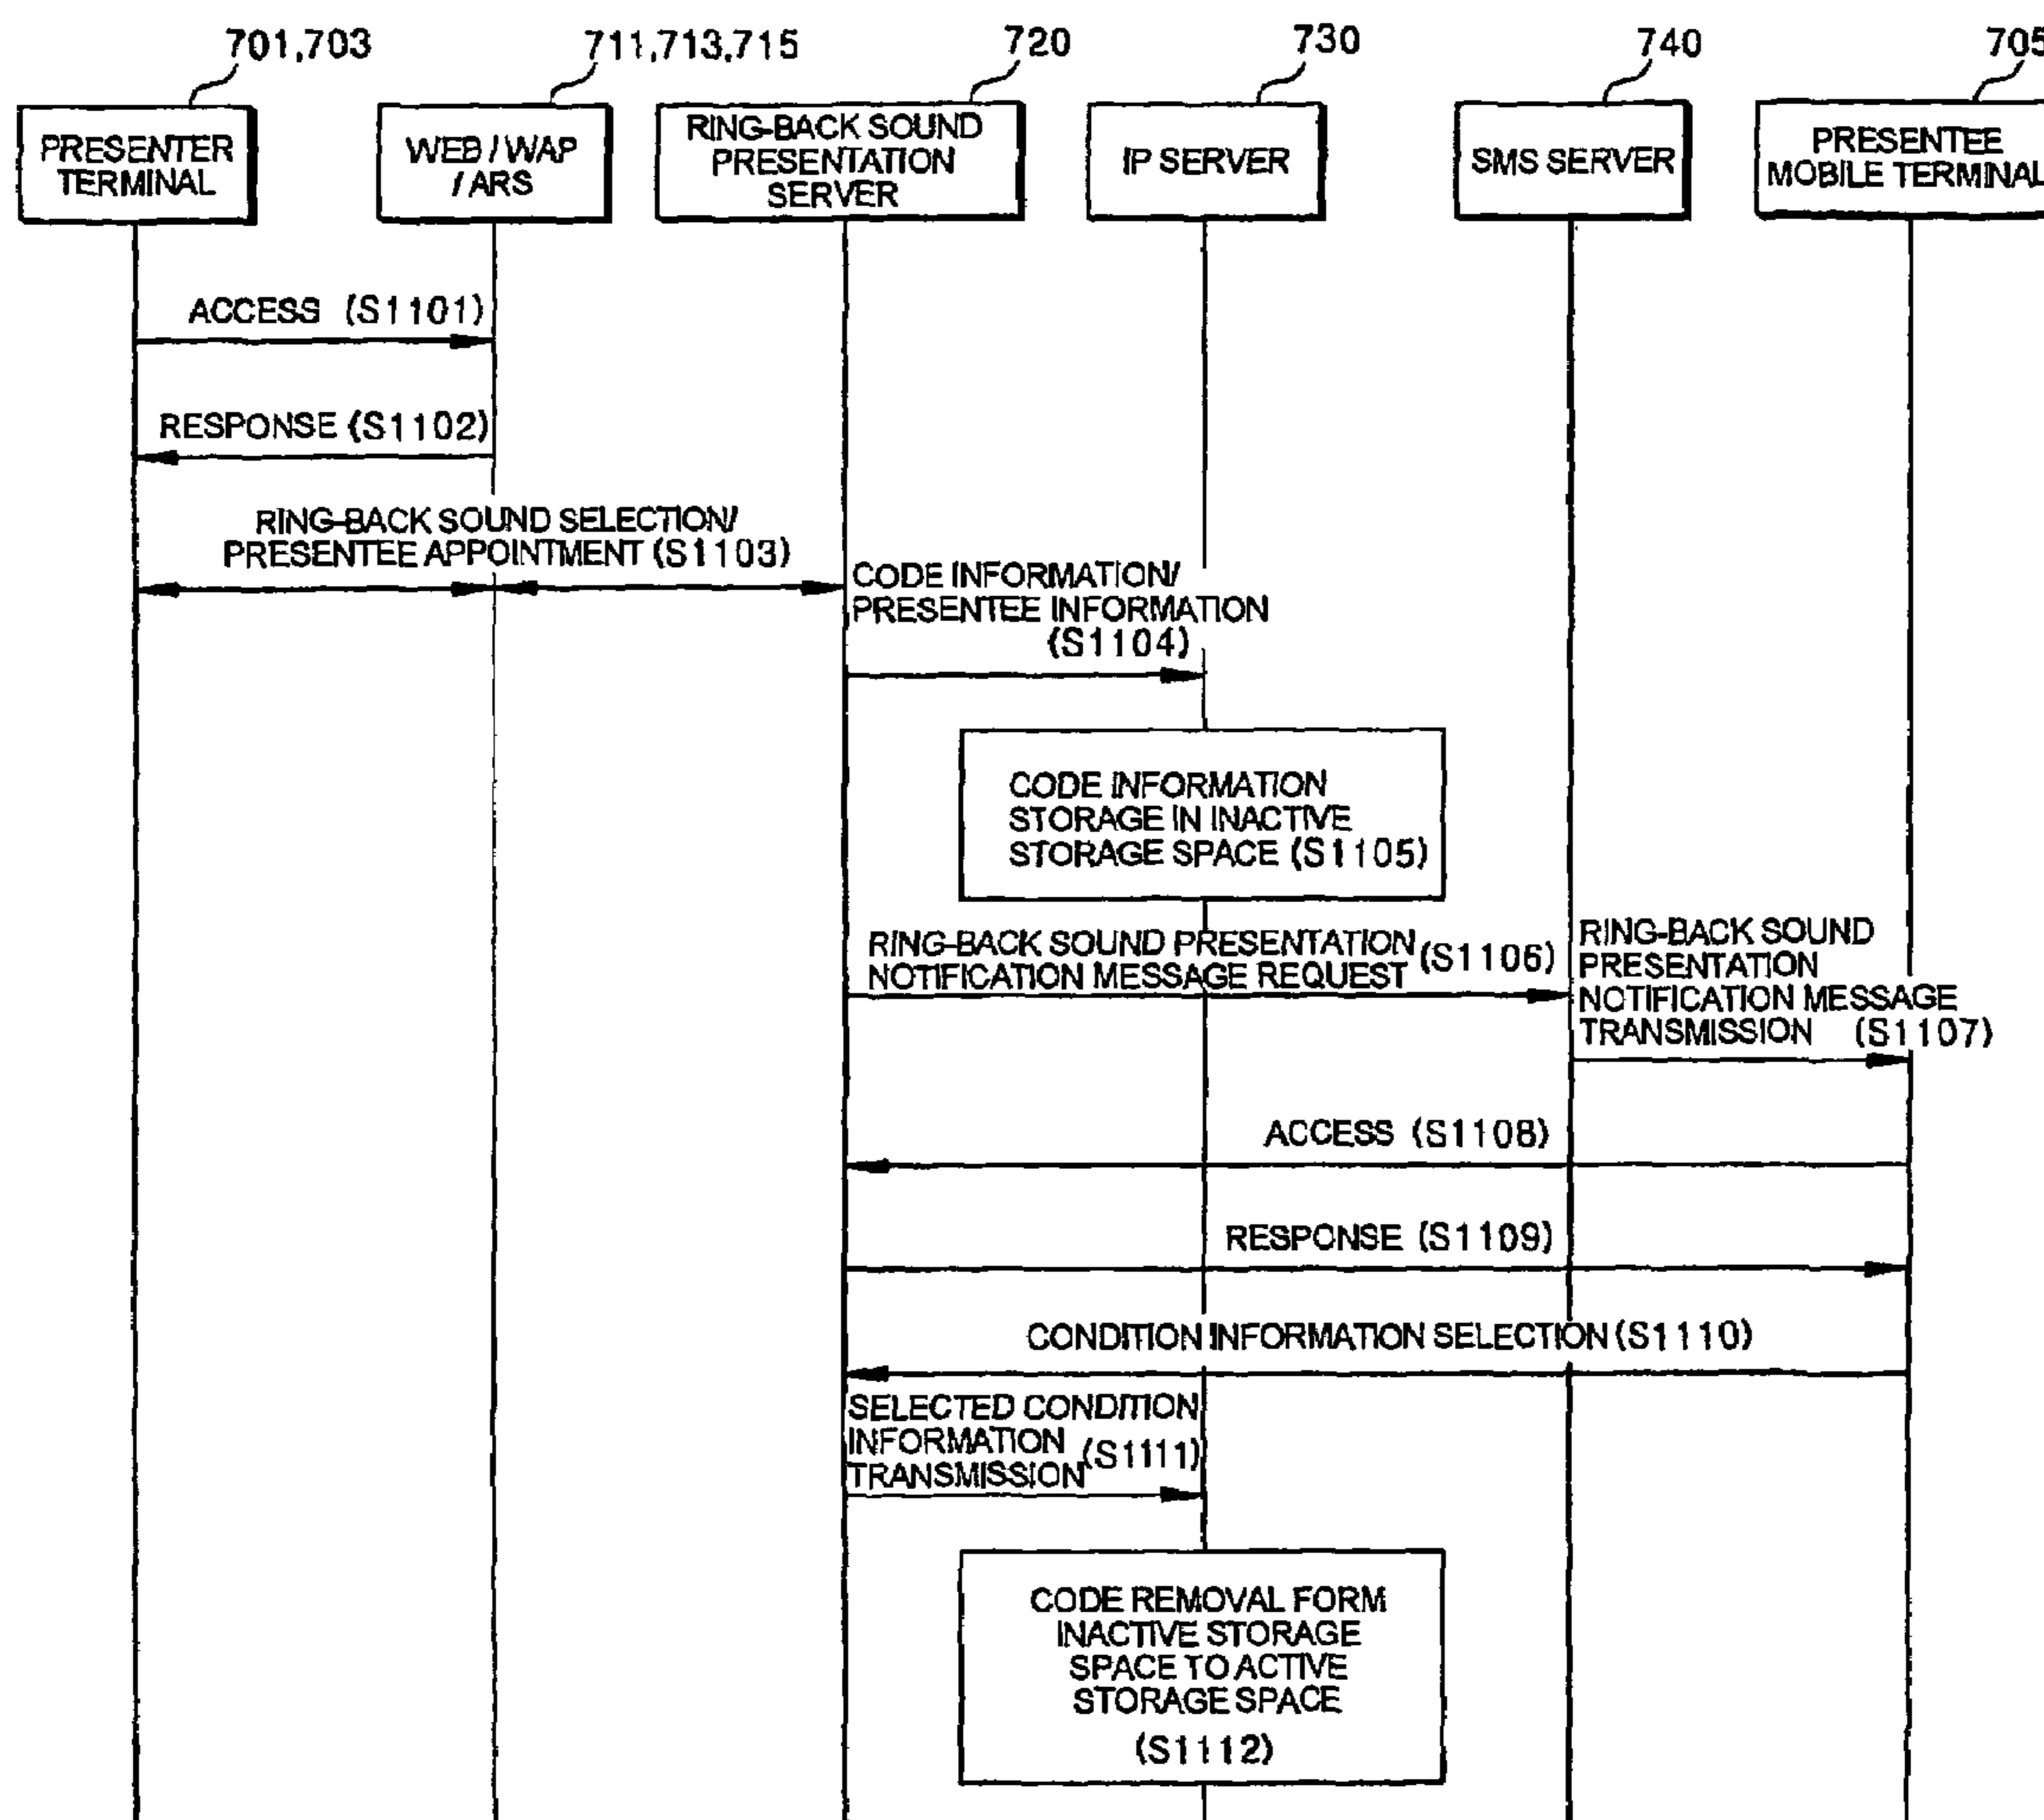 701,703
711,713,715
720
730
740
705
PRESENTER
TERMINAL
WEB / WAP
/ ARS
RING-BACK SOUND
PRESENTATION
SERVER
IP SERVER
SMS SERVER
PRESENTEE
MOBILE TERMINAL
ACCESS (S1101)
RESPONSE (S1102)
RING-BACK SOUND SELECTION/
PRESENTEE APPOINTMENT (S1103)
CODE INFORMATION/
PRESENTEE INFORMATION
(S1104)
CODE INFORMATION
STORAGE IN INACTIVE
STORAGE SPACE (S1105)
RING-BACK SOUND PRESENTATION
NOTIFICATION MESSAGE REQUEST (S1106)
RING-BACK SOUND
PRESENTATION
NOTIFICATION MESSAGE
TRANSMISSION (S1107)
ACCESS (S1108)
RESPONSE (S1109)
CONDITION INFORMATION SELECTION (S1110)
SELECTED CONDITION
INFORMATION
TRANSMISSION (S1111)
CODE REMOVAL FORM
INACTIVE STORAGE
SPACE TO ACTIVE
STORAGE SPACE
(S1112)